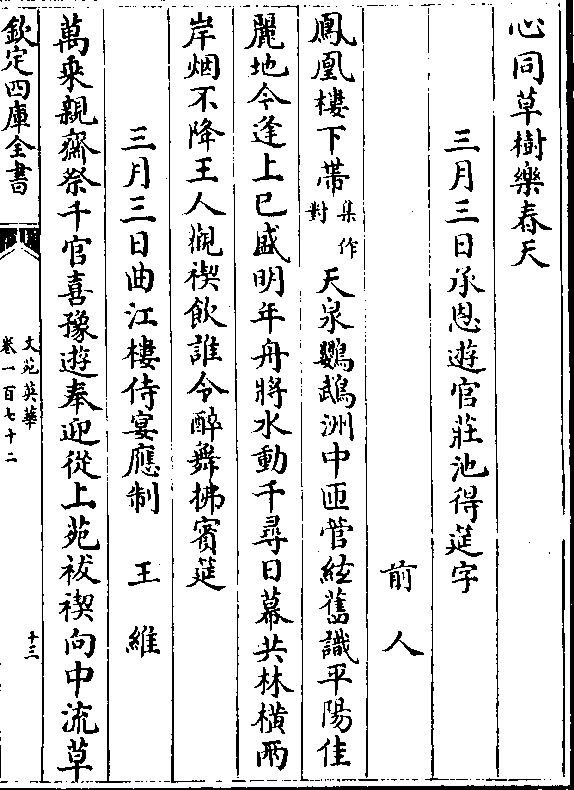 心同草樹樂春天
三月三日承恩遊官莊池得筵字
前人
鳳凰樓下帶集作對天泉鸚鵡洲中匝管絃舊識平陽佳
麗地今逢上巳盛明年舟將水動千尋日幕共林橫兩
岸烟不降王人觀禊飲誰令醉舞拂賓筵
三月三日曲江樓侍宴應制 王維
萬乘親齋祭千官喜豫遊奉迎從上苑祓禊向中流草
欽定四庫全書
文苑英華
卷一百七十二
十三